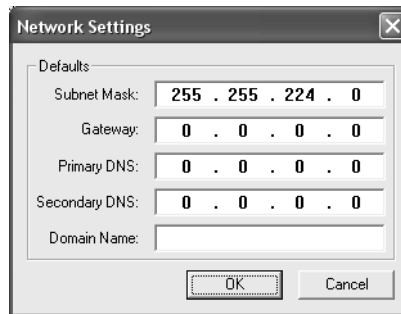 Network Settings
Defaults
Subnet Mask: 255 . 255 . 224 . 0
Gateway: 0 . 0 . 0 . 0
Primary DNS: 0 . 0 . 0 . 0
Secondary DNS: 0 . 0 . 0 . 0
Domain Name:
OK Cancel